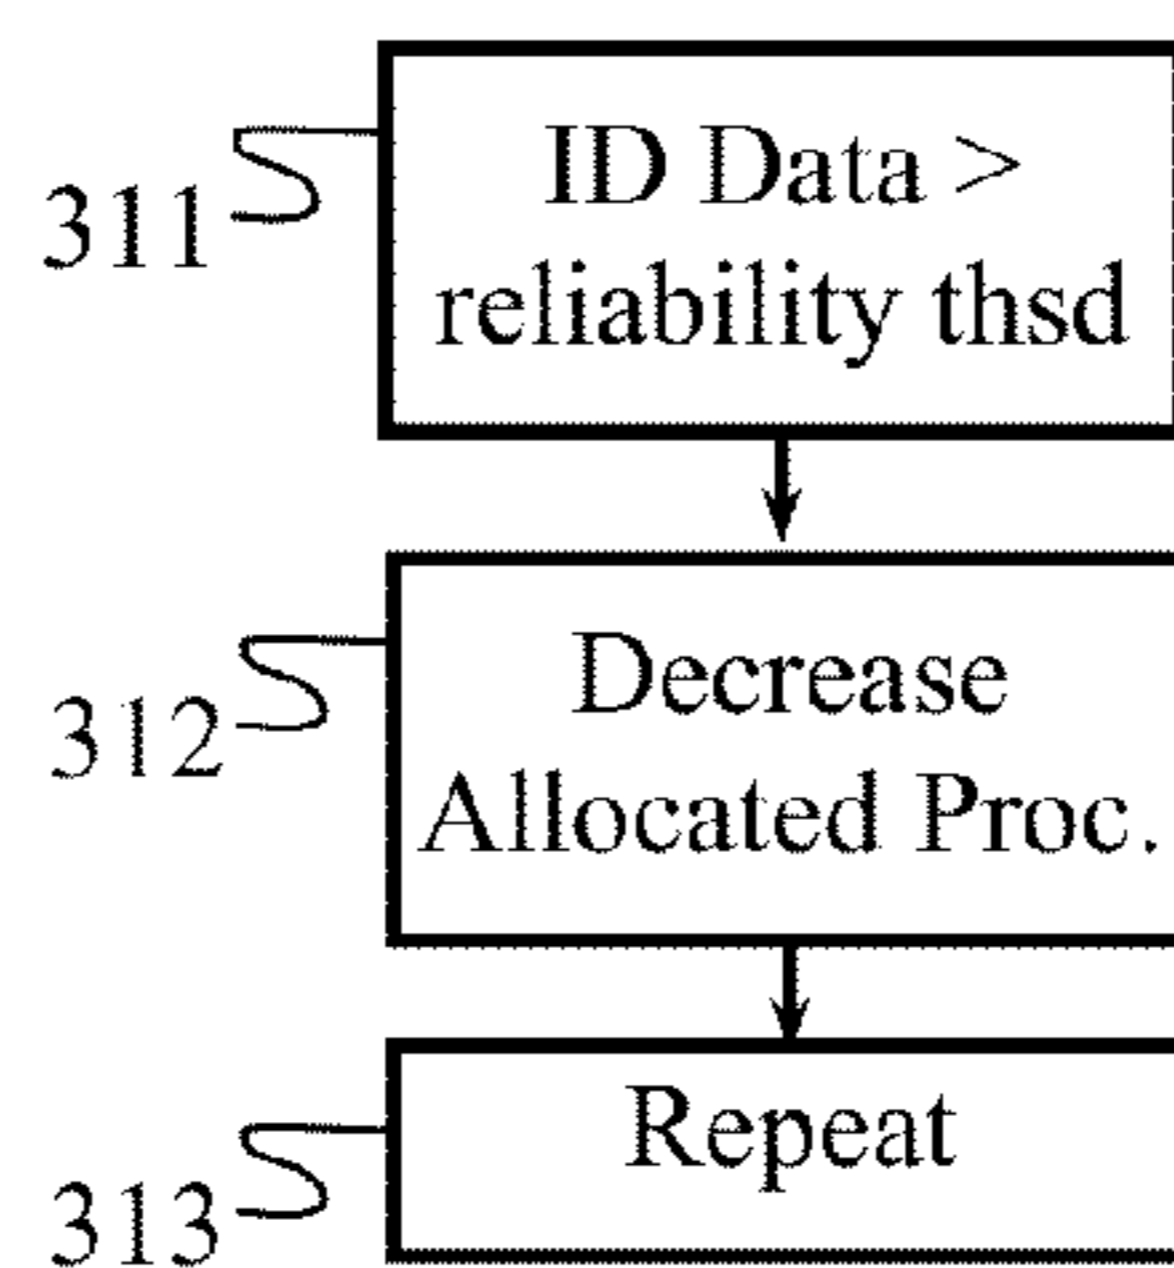 311
ID Data >
reliability thsd
312
Decrease
Allocated Proc.
313
Repeat